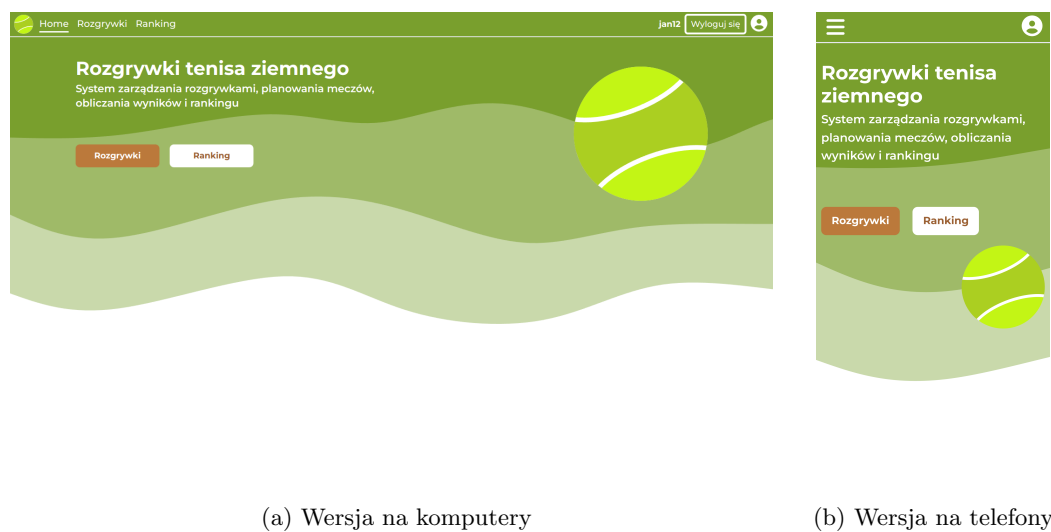 Home Rozgrywki Ranking
jan12 Wyloguj się
Rozgrywki tenisa ziemnego
System zarządzania rozgrywkami, planowania meczów,
obliczania wyników i rankingu
Rozgrywki Ranking
(a) Wersja na komputery
Rozgrywki tenisa
ziemnego
System zarządzania rozgrywkami,
planowania meczów, obliczania
wyników i rankingu
Rozgrywki Ranking
(b) Wersja na telefony